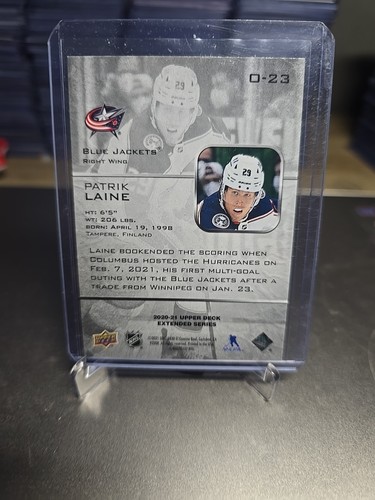 29
O-23
Blue Jackets
Right Wing
29
Patrik
Laine
Ht: 6'5"
Wt: 206 lbs.
Born: April 19, 1998
Tampere, Finland
Laine bookended the scoring when
Columbus hosted the Hurricanes on
Feb. 7, 2021, his first multi-goal
outing with the Blue Jackets after a
trade from Winnipeg on Jan. 23.
2020-21 Upper Deck
Extended Series